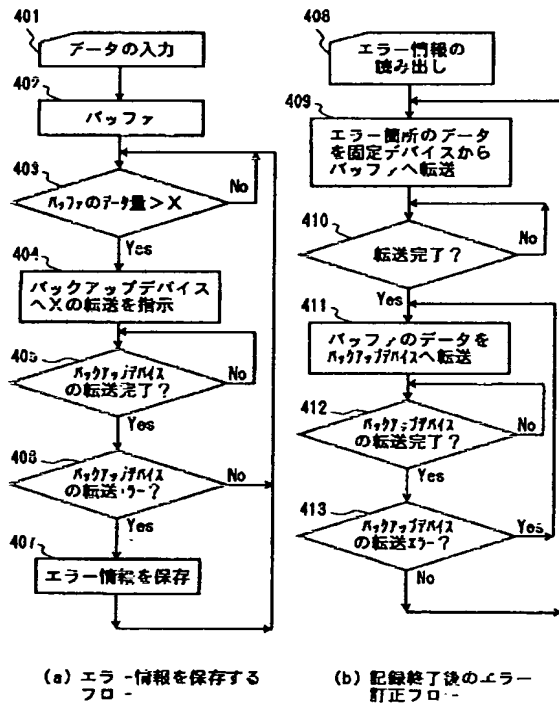 401
データの入力
402
バッファ
403
バッファのデータ量>X
No
Yes
404
バックアップデバイス
へXの転送を指示
405
バックアップデバイス
の転送完了?
No
Yes
406
バックアップデバイス
の転送エラー?
No
Yes
407
エラー情報を保存
(a) エラー情報を保存する
フロー
408
エラー情報の
読み出し
409
エラー箇所のデータ
を固定デバイスから
バッファへ転送
410
転送完了?
No
Yes
411
バッファのデータを
バックアップデバイスへ転送
412
バックアップデバイス
の転送完了?
No
Yes
413
バックアップデバイス
の転送エラー?
Yes
No
(b) 記録終了後のエラー
訂正フロー